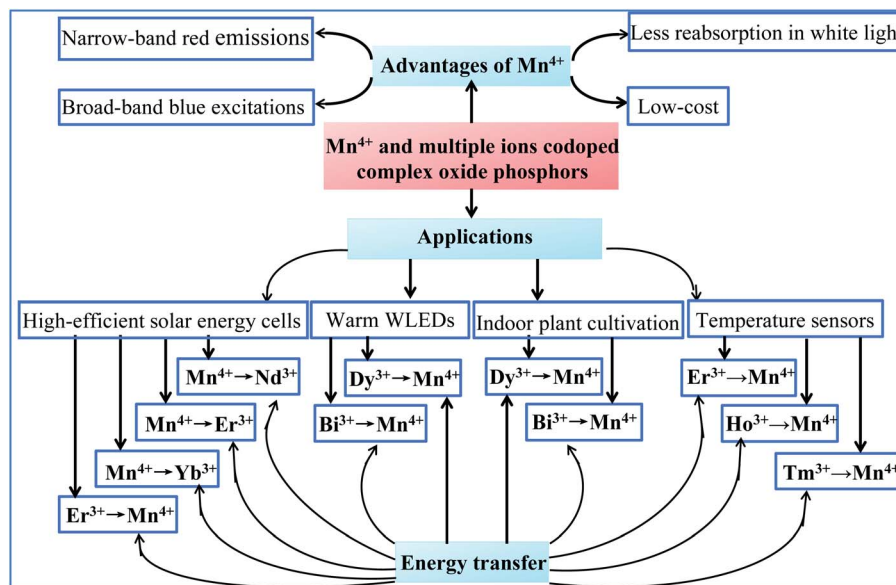 Narrow-band red emissions
Less reabsorption in white light
Advantages of Mn⁴⁺
Broad-band blue excitations
Low-cost
Mn⁴⁺ and multiple ions codoped
complex oxide phosphors
Applications
High-efficient solar energy cells
Warm WLEDs
Indoor plant cultivation
Temperature sensors
Mn⁴⁺→Nd³⁺
Dy³⁺→Mn⁴⁺
Dy³⁺→Mn⁴⁺
Er³⁺→Mn⁴⁺
Mn⁴⁺→Er³⁺
Bi³⁺→Mn⁴⁺
Bi³⁺→Mn⁴⁺
Ho³⁺→Mn⁴⁺
Mn⁴⁺→Yb³⁺
Tm³⁺→Mn⁴⁺
Er³⁺→Mn⁴⁺
Energy transfer